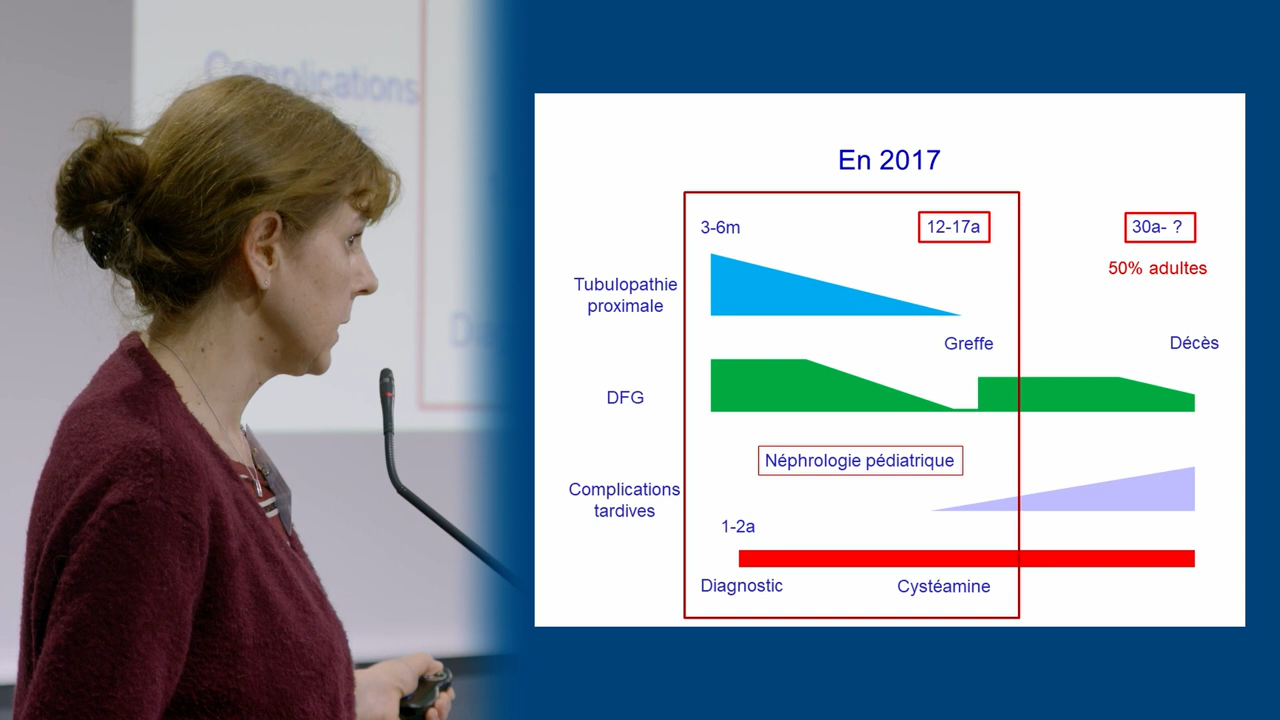 Complications
En 2017
3-6m
12-17a
30a- ?
50% adultes
Tubulopathie
proximale
Greffe
Décès
DFG
Néphrologie pédiatrique
Complications
tardives
1-2a
Diagnostic
Cystéamine